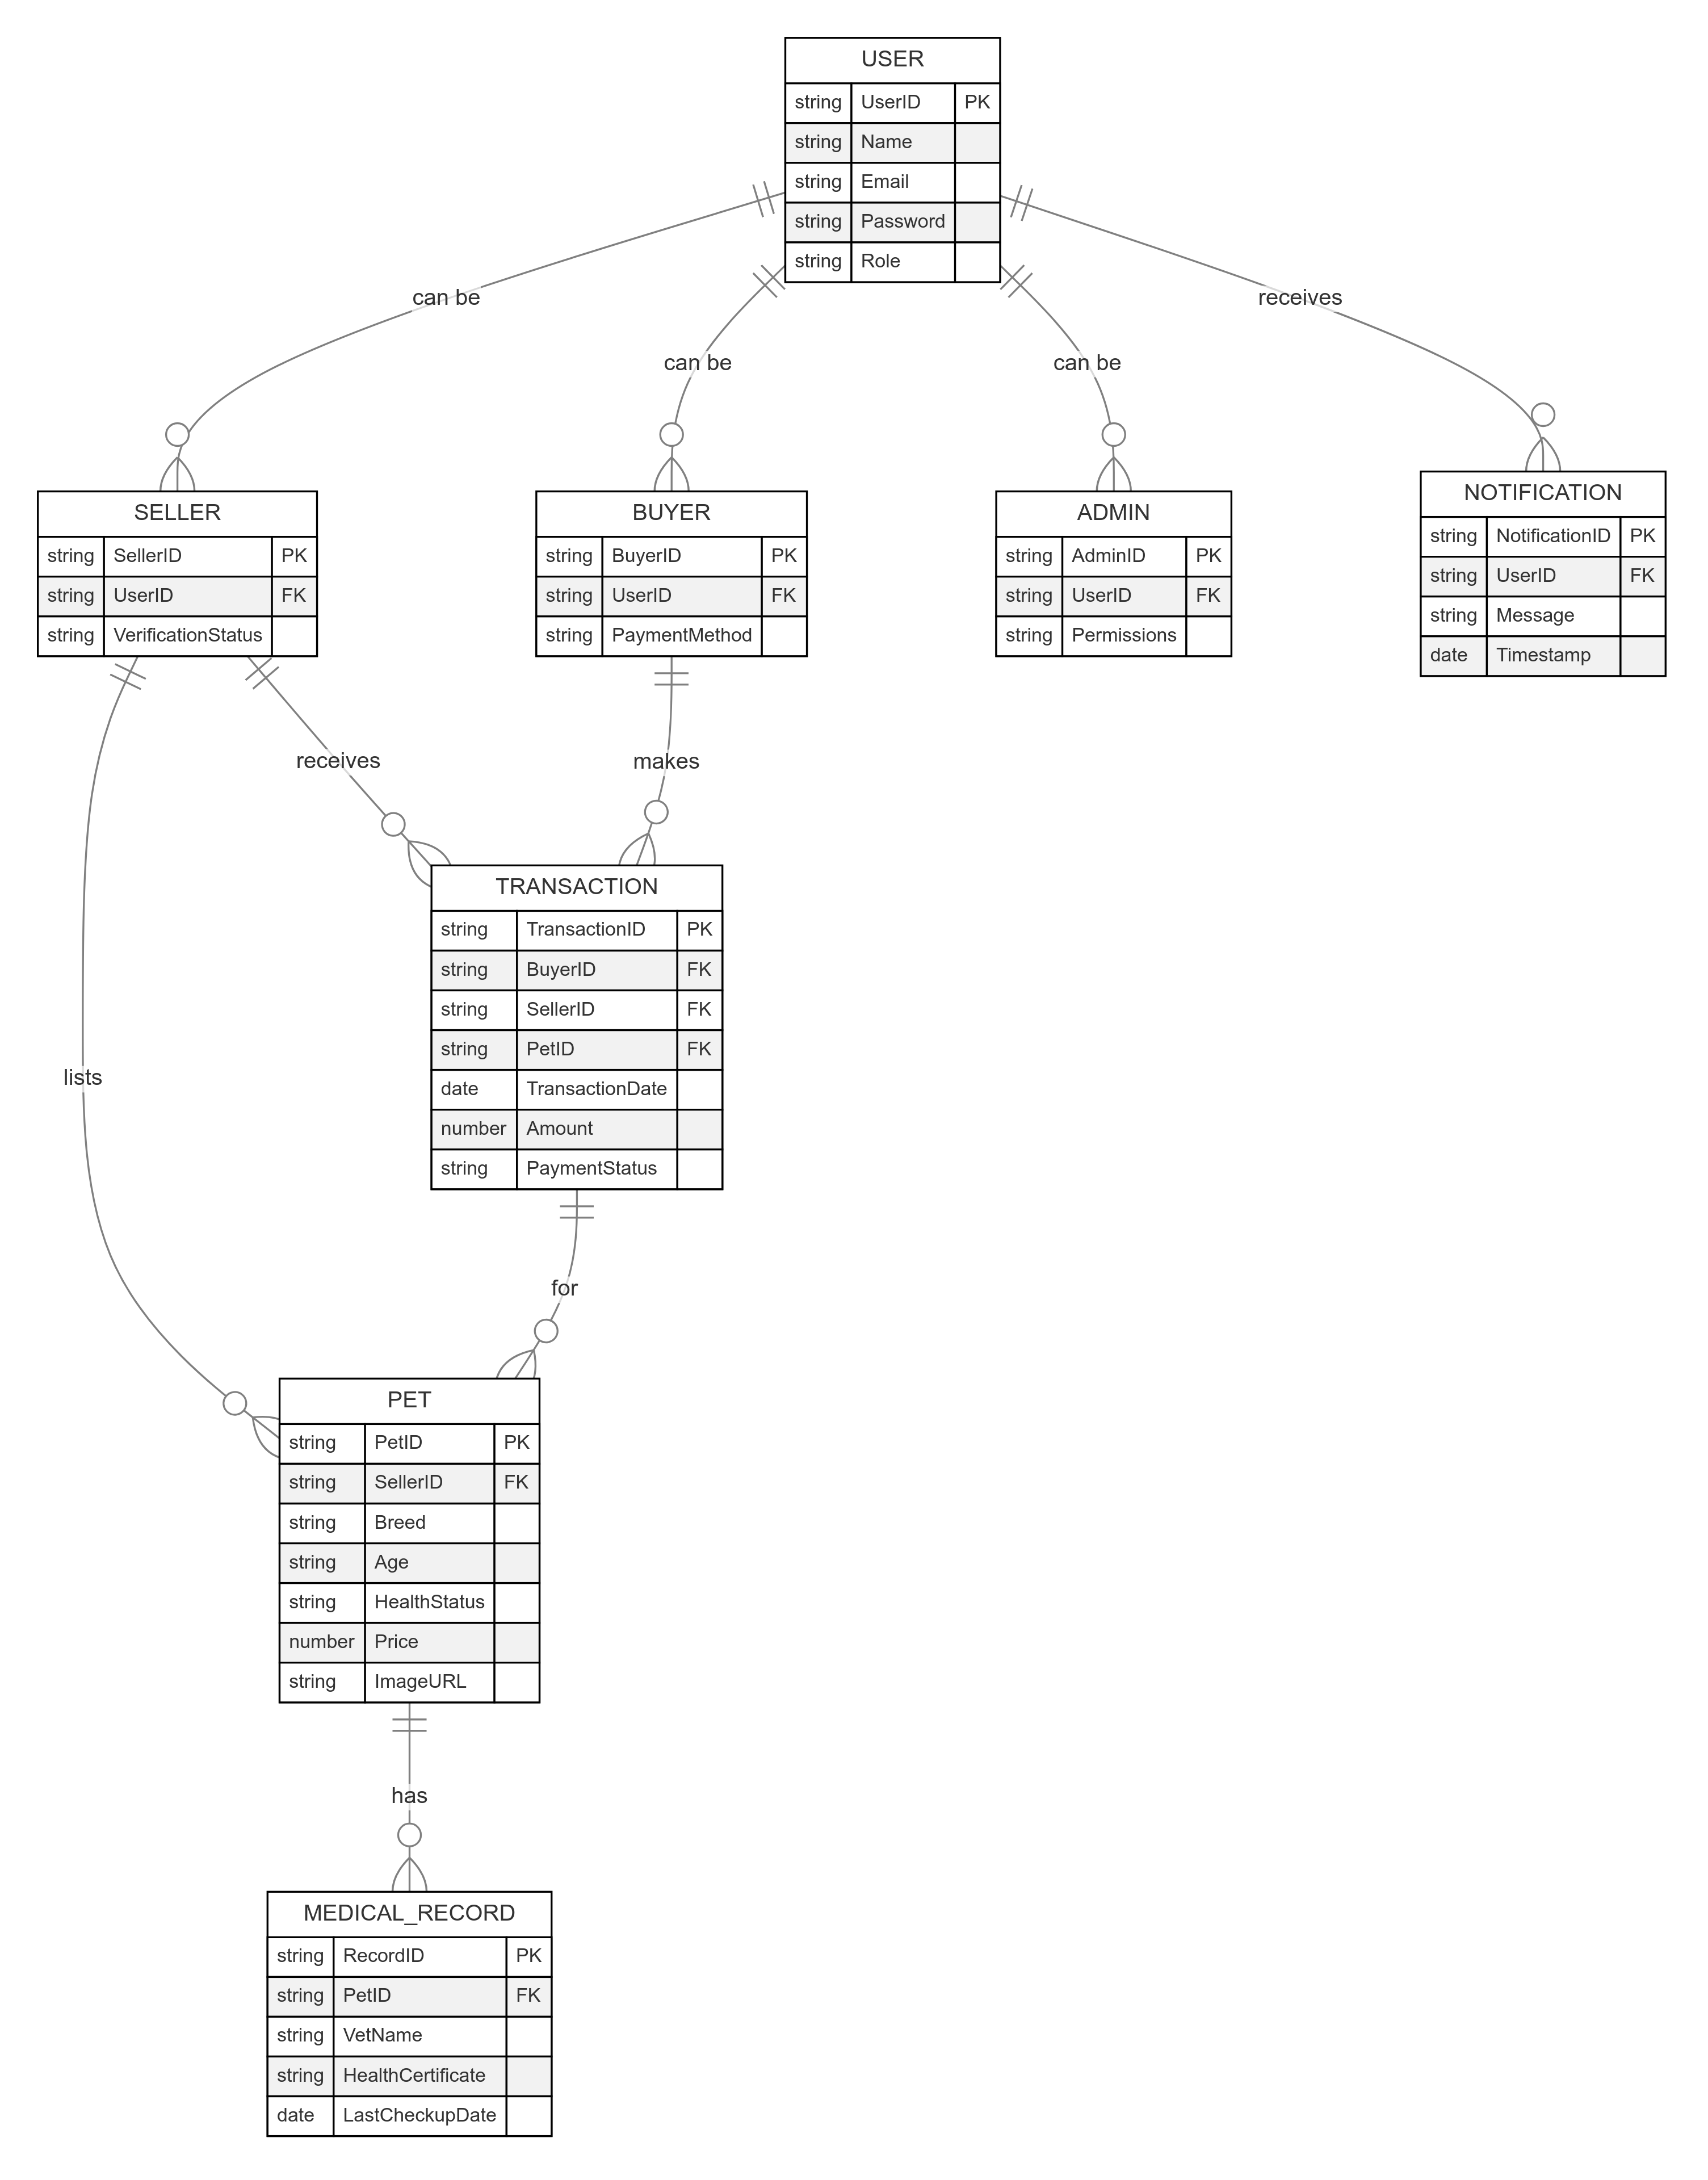 USER
string UserID PK
string Name
string Email
string Password
string Role
can be
receives
can be
can be
SELLER
string SellerID PK
string UserID FK
string VerificationStatus
BUYER
string BuyerID PK
string UserID FK
string PaymentMethod
ADMIN
string AdminID PK
string UserID FK
string Permissions
NOTIFICATION
string NotificationID PK
string UserID FK
string Message
date Timestamp
receives
makes
TRANSACTION
string TransactionID PK
string BuyerID FK
string SellerID FK
string PetID FK
date TransactionDate
number Amount
string PaymentStatus
lists
for
PET
string PetID PK
string SellerID FK
string Breed
string Age
string HealthStatus
number Price
string ImageURL
has
MEDICAL_RECORD
string RecordID PK
string PetID FK
string VetName
string HealthCertificate
date LastCheckupDate